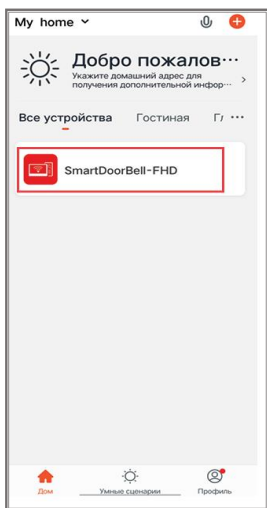 My home
Добро пожалов...
Укажите домашний адрес для
получения дополнительной инфор...
Все устройства Гостиная Гл ...
SmartDoorBell-FHD
Дом Умные сценарии Профиль